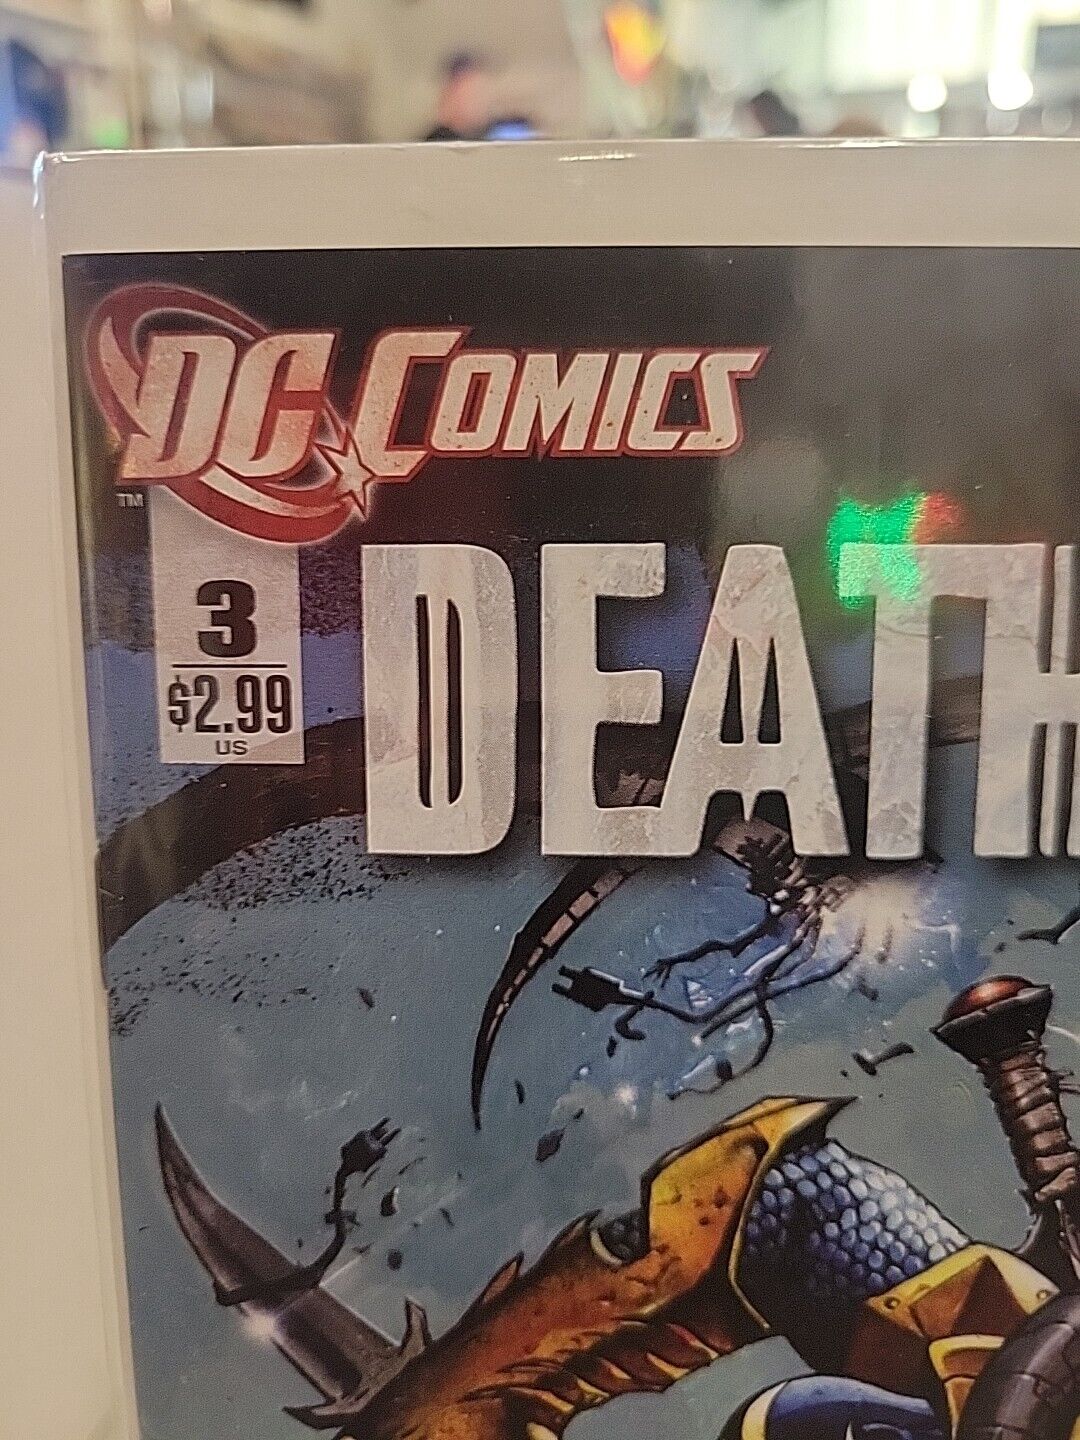 DC COMICS
TM
3
$2.99
US
DEATH